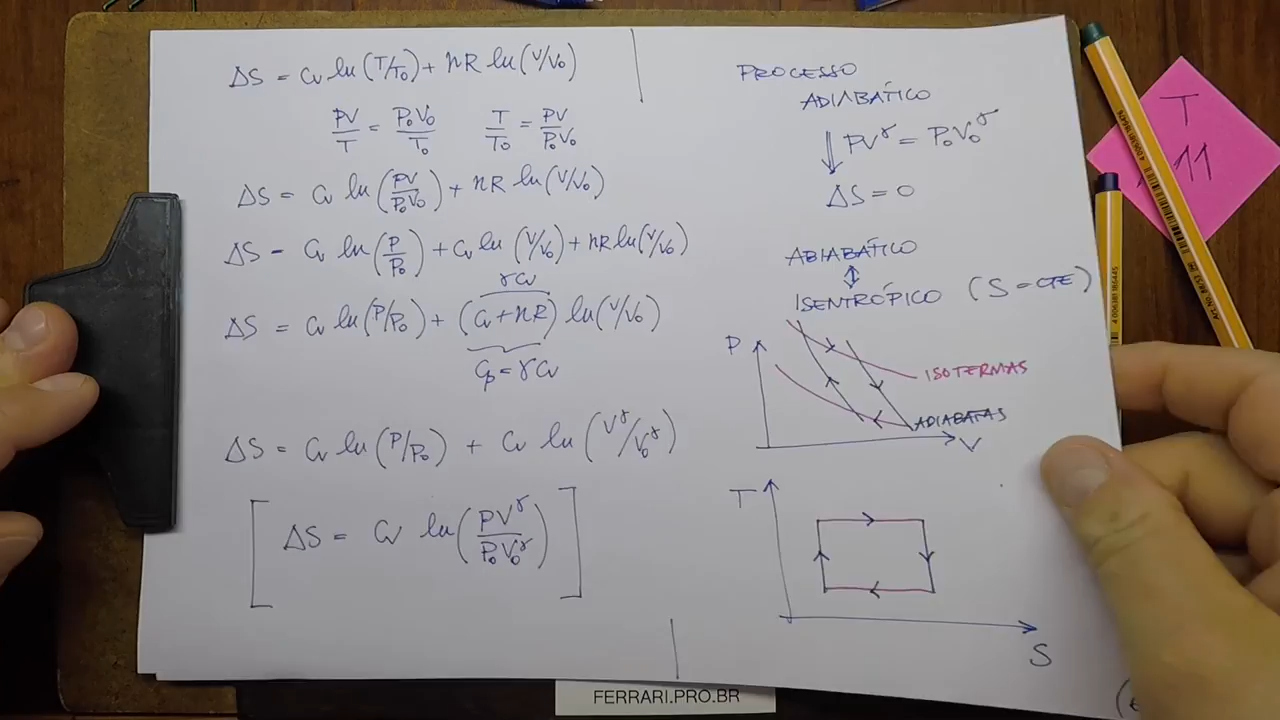 ΔS = Cv ln(T/T₀) + nR ln(V/V₀)
PV/T = P₀V₀/T₀   T/T₀ = PV/P₀V₀
ΔS = Cv ln(PV/P₀V₀) + nR ln(V/V₀)
ΔS = Cv ln(P/P₀) + Cv ln(V/V₀) + nR ln(V/V₀)
γCv
ΔS = Cv ln(P/P₀) + (Cv + nR) ln(V/V₀)
Cp = γCv
ΔS = Cv ln(P/P₀) + Cv ln(V^γ/V₀^γ)
[ΔS = Cv ln(PV^γ/P₀V₀^γ)]
PROCESSO
ADIABÁTICO
⇓ PV^γ = P₀V₀^γ
ΔS = 0
ABIABÁTICO
⇕
ISENTRÓPICO (S = CTE)
P
ISOTERMAS
ADIABATAS
V
T
S
T
11
FERRARI.PRO.BR